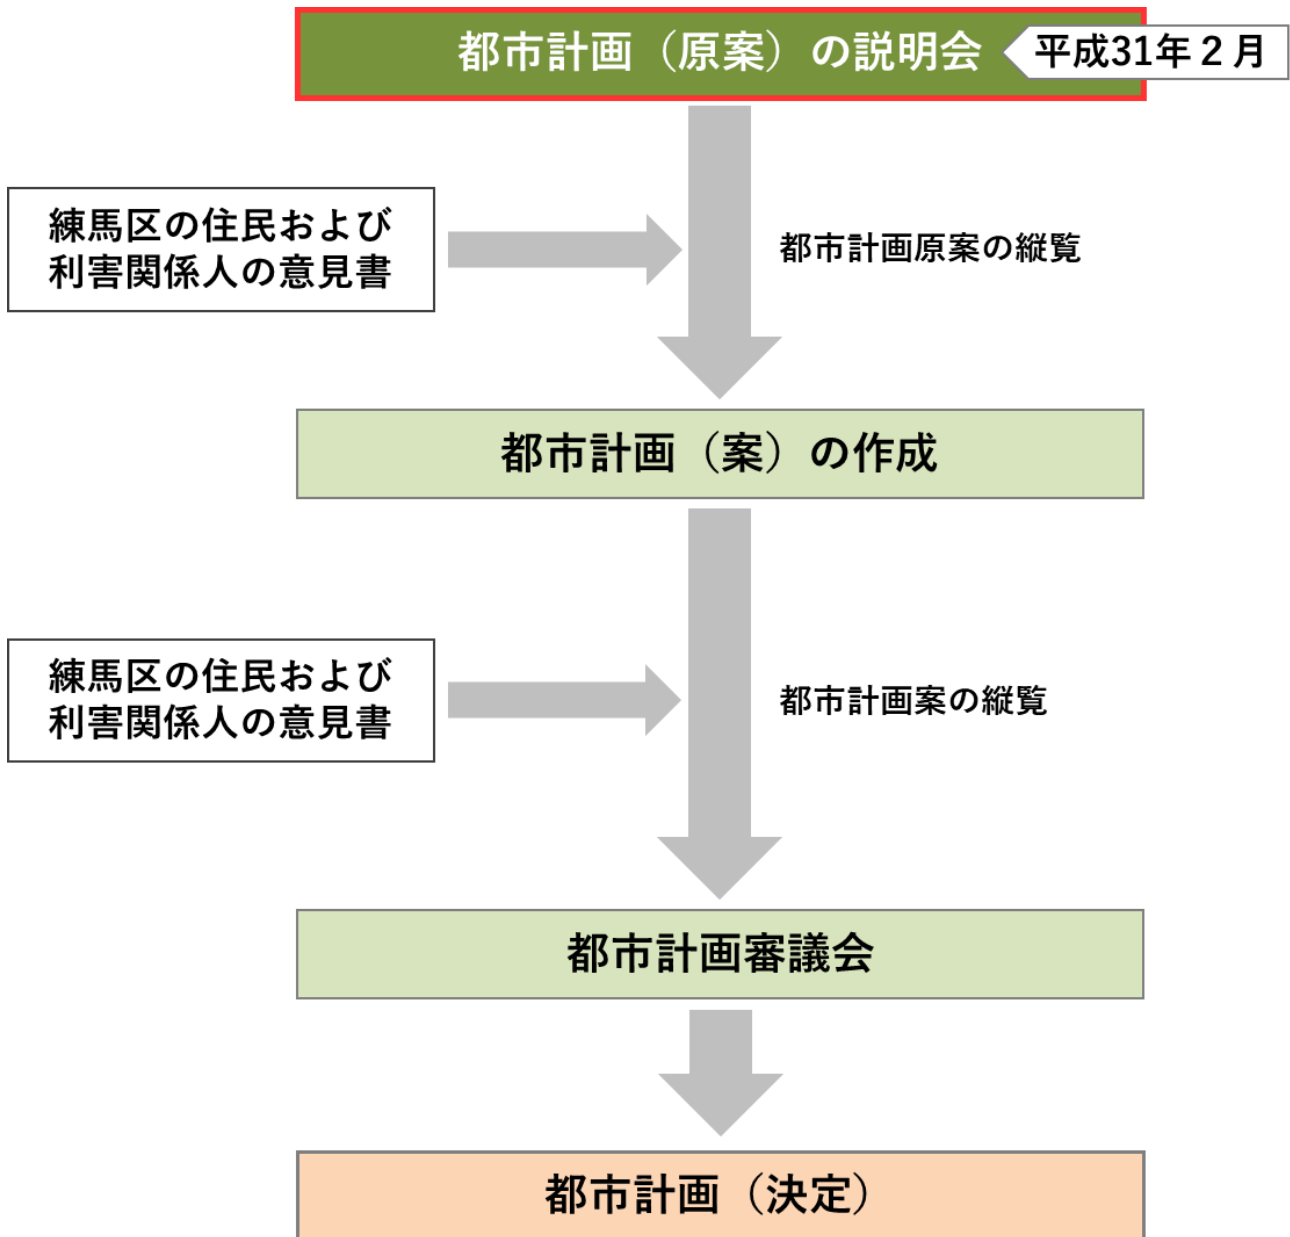 都市計画（原案）の説明会
平成31年２月
練馬区の住民および
利害関係人の意見書
都市計画原案の縦覧
都市計画（案）の作成
練馬区の住民および
利害関係人の意見書
都市計画案の縦覧
都市計画審議会
都市計画（決定）